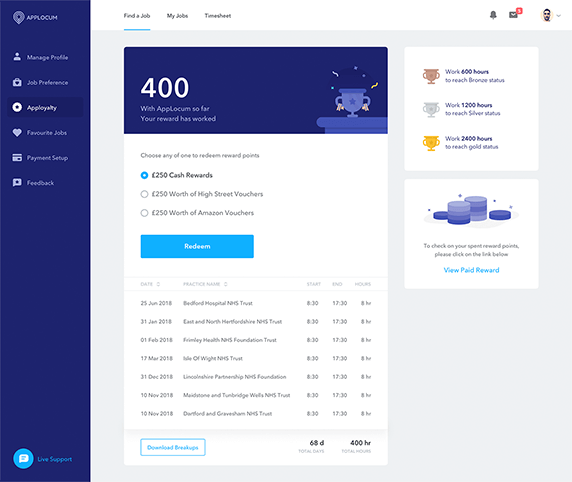 APPLOCUM
Find a Job
My Jobs
Timesheet
5
Manage Profile
Job Preference
Apployalty
Favourite Jobs
Payment Setup
Feedback
Live Support
400
With AppLocum so far
Your reward has worked
Choose any of one to redeem reward points
£250 Cash Rewards
£250 Worth of High Street Vouchers
£250 Worth of Amazon Vouchers
Redeem
DATE PRACTICE NAME START END HOURS
25 Jun 2018 Bedford Hospital NHS Trust 8:30 17:30 8 hr
31 Jan 2018 East and North Hertfordshire NHS Trust 8:30 17:30 8 hr
01 Feb 2018 Frimley Health NHS Foundation Trust 8:30 17:30 8 hr
17 Mar 2018 Isle Of Wight NHS Trust 8:30 17:30 8 hr
31 Dec 2018 Lincolnshire Partnership NHS Foundation 8:30 17:30 8 hr
10 Nov 2018 Maidstone and Tunbridge Wells NHS Trust 8:30 17:30 8 hr
10 Nov 2018 Dartford and Gravesham NHS Trust 8:30 17:30 8 hr
Download Breakups
68 d
TOTAL DAYS
400 hr
TOTAL HOURS
Work 600 hours
to reach Bronze status
Work 1200 hours
to reach Silver status
Work 2400 hours
to reach gold status
To check on your spent reward points,
please click on the link below
View Paid Reward